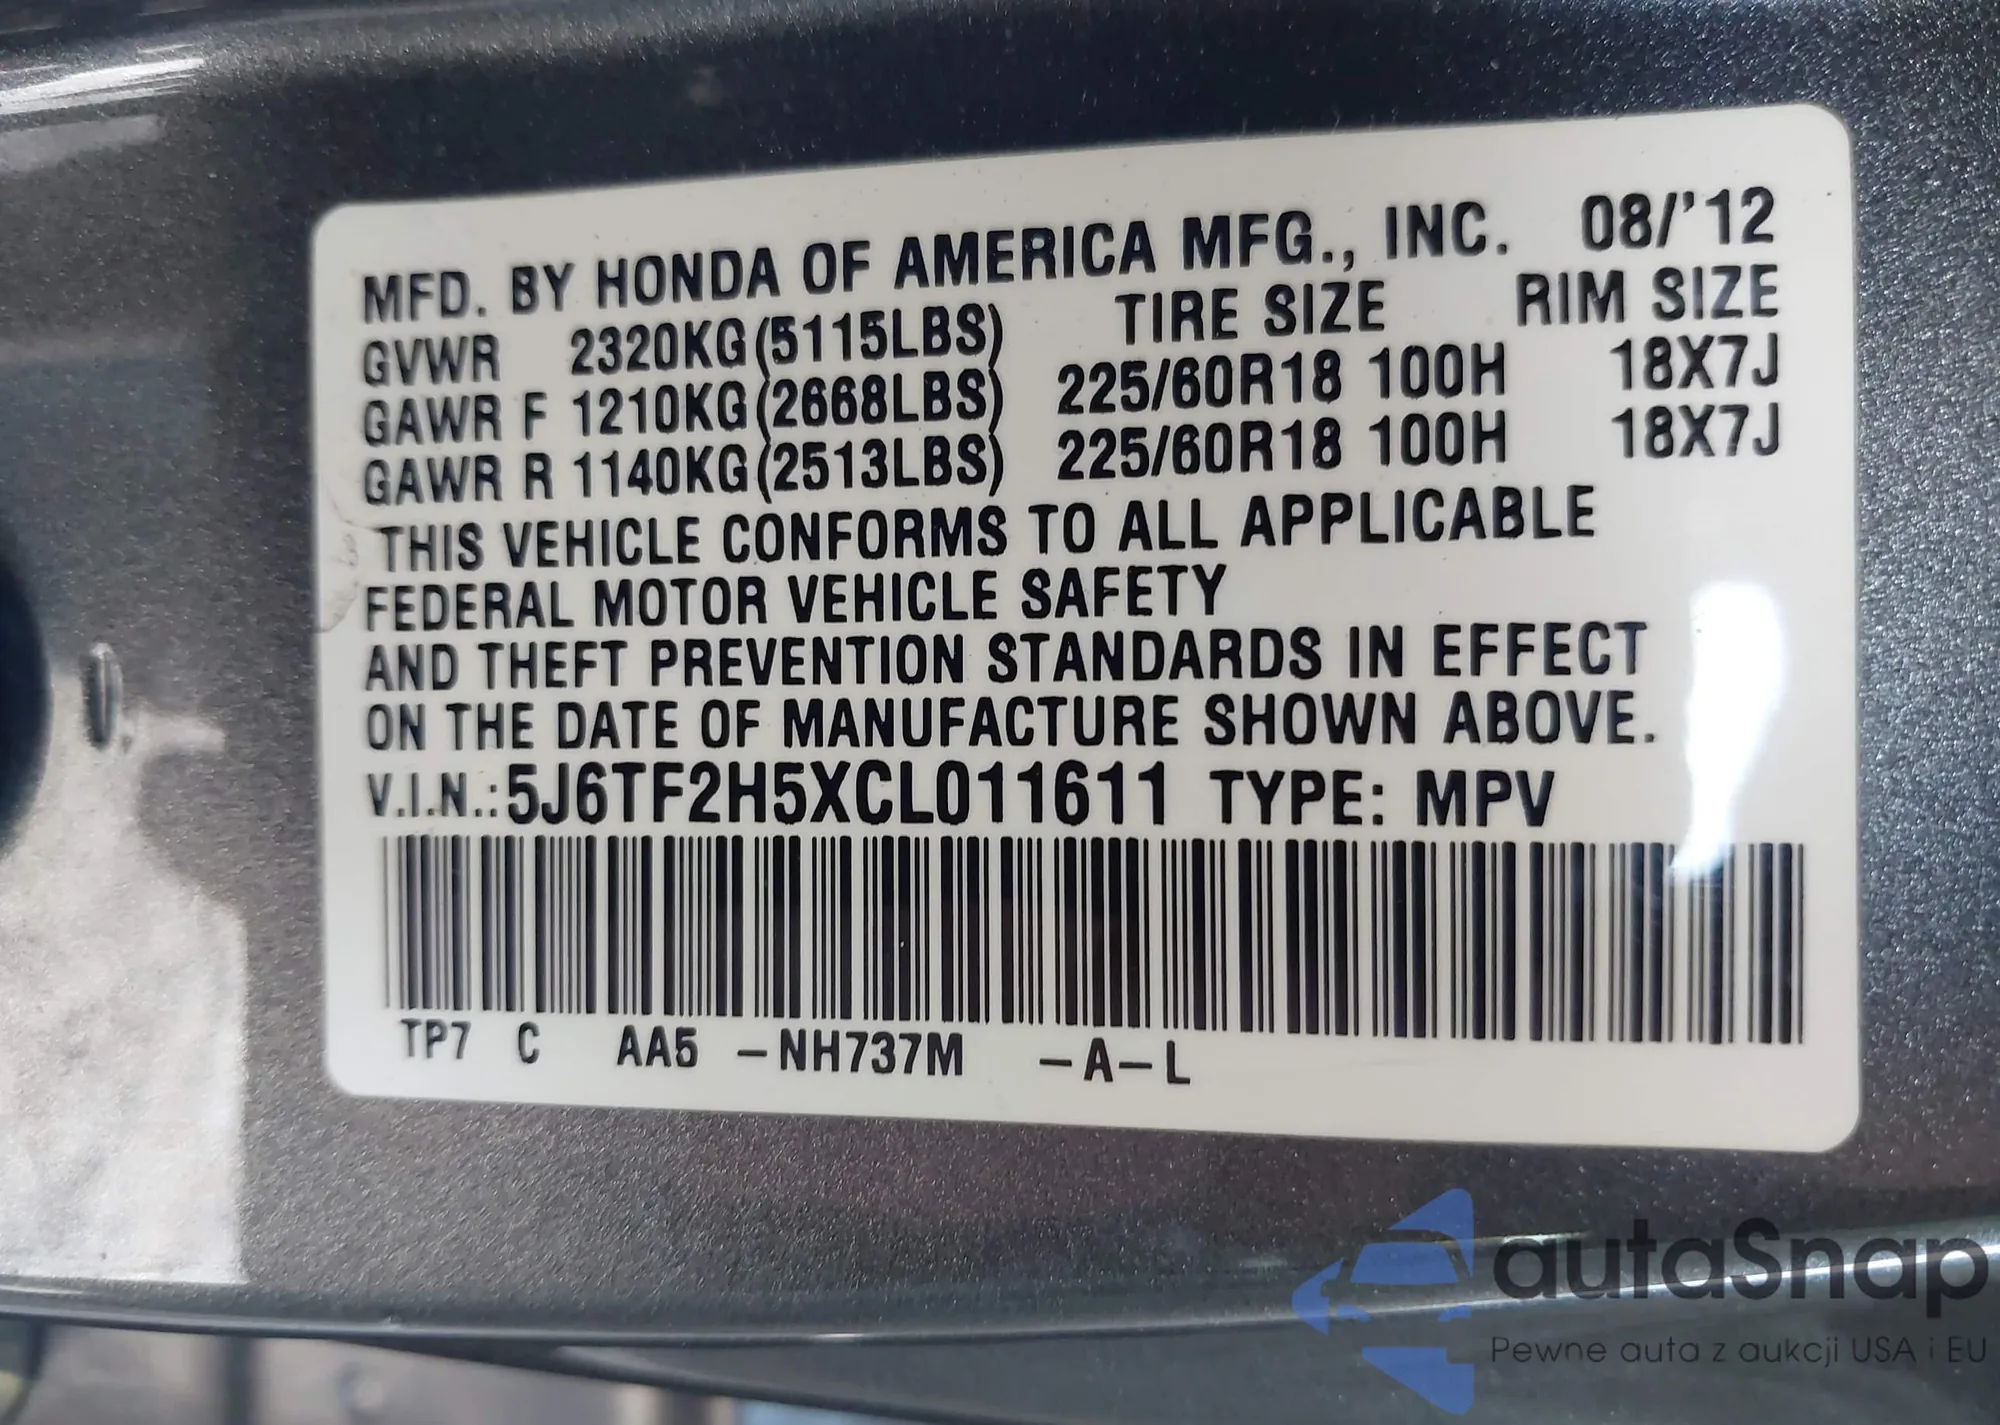 MFD. BY HONDA OF AMERICA MFG., INC. 08/'12
GVWR 2320KG(5115LBS) TIRE SIZE RIM SIZE
GAWR F 1210KG(2668LBS) 225/60R18 100H 18X7J
GAWR R 1140KG(2513LBS) 225/60R18 100H 18X7J
THIS VEHICLE CONFORMS TO ALL APPLICABLE
FEDERAL MOTOR VEHICLE SAFETY
AND THEFT PREVENTION STANDARDS IN EFFECT
ON THE DATE OF MANUFACTURE SHOWN ABOVE.
V.I.N.:5J6TF2H5XCL011611 TYPE: MPV
TP7 C AA5 -NH737M -A-L
autaSnap
Pewne auta z aukcji USA i EU